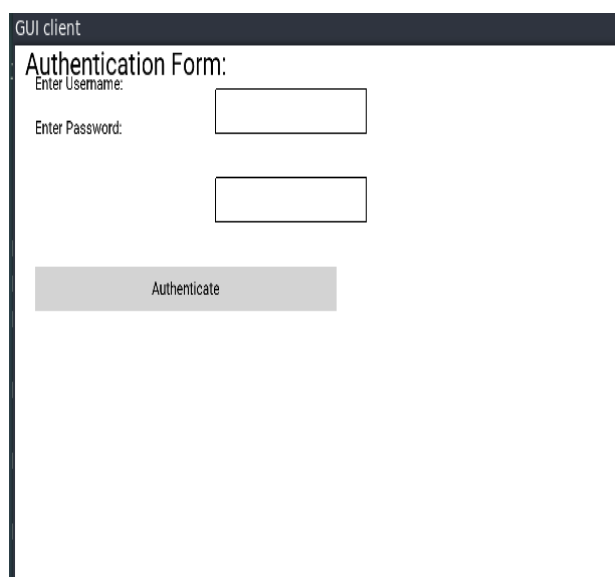 GUI client
Authentication Form:
Enter Username:
Enter Password:
Authenticate